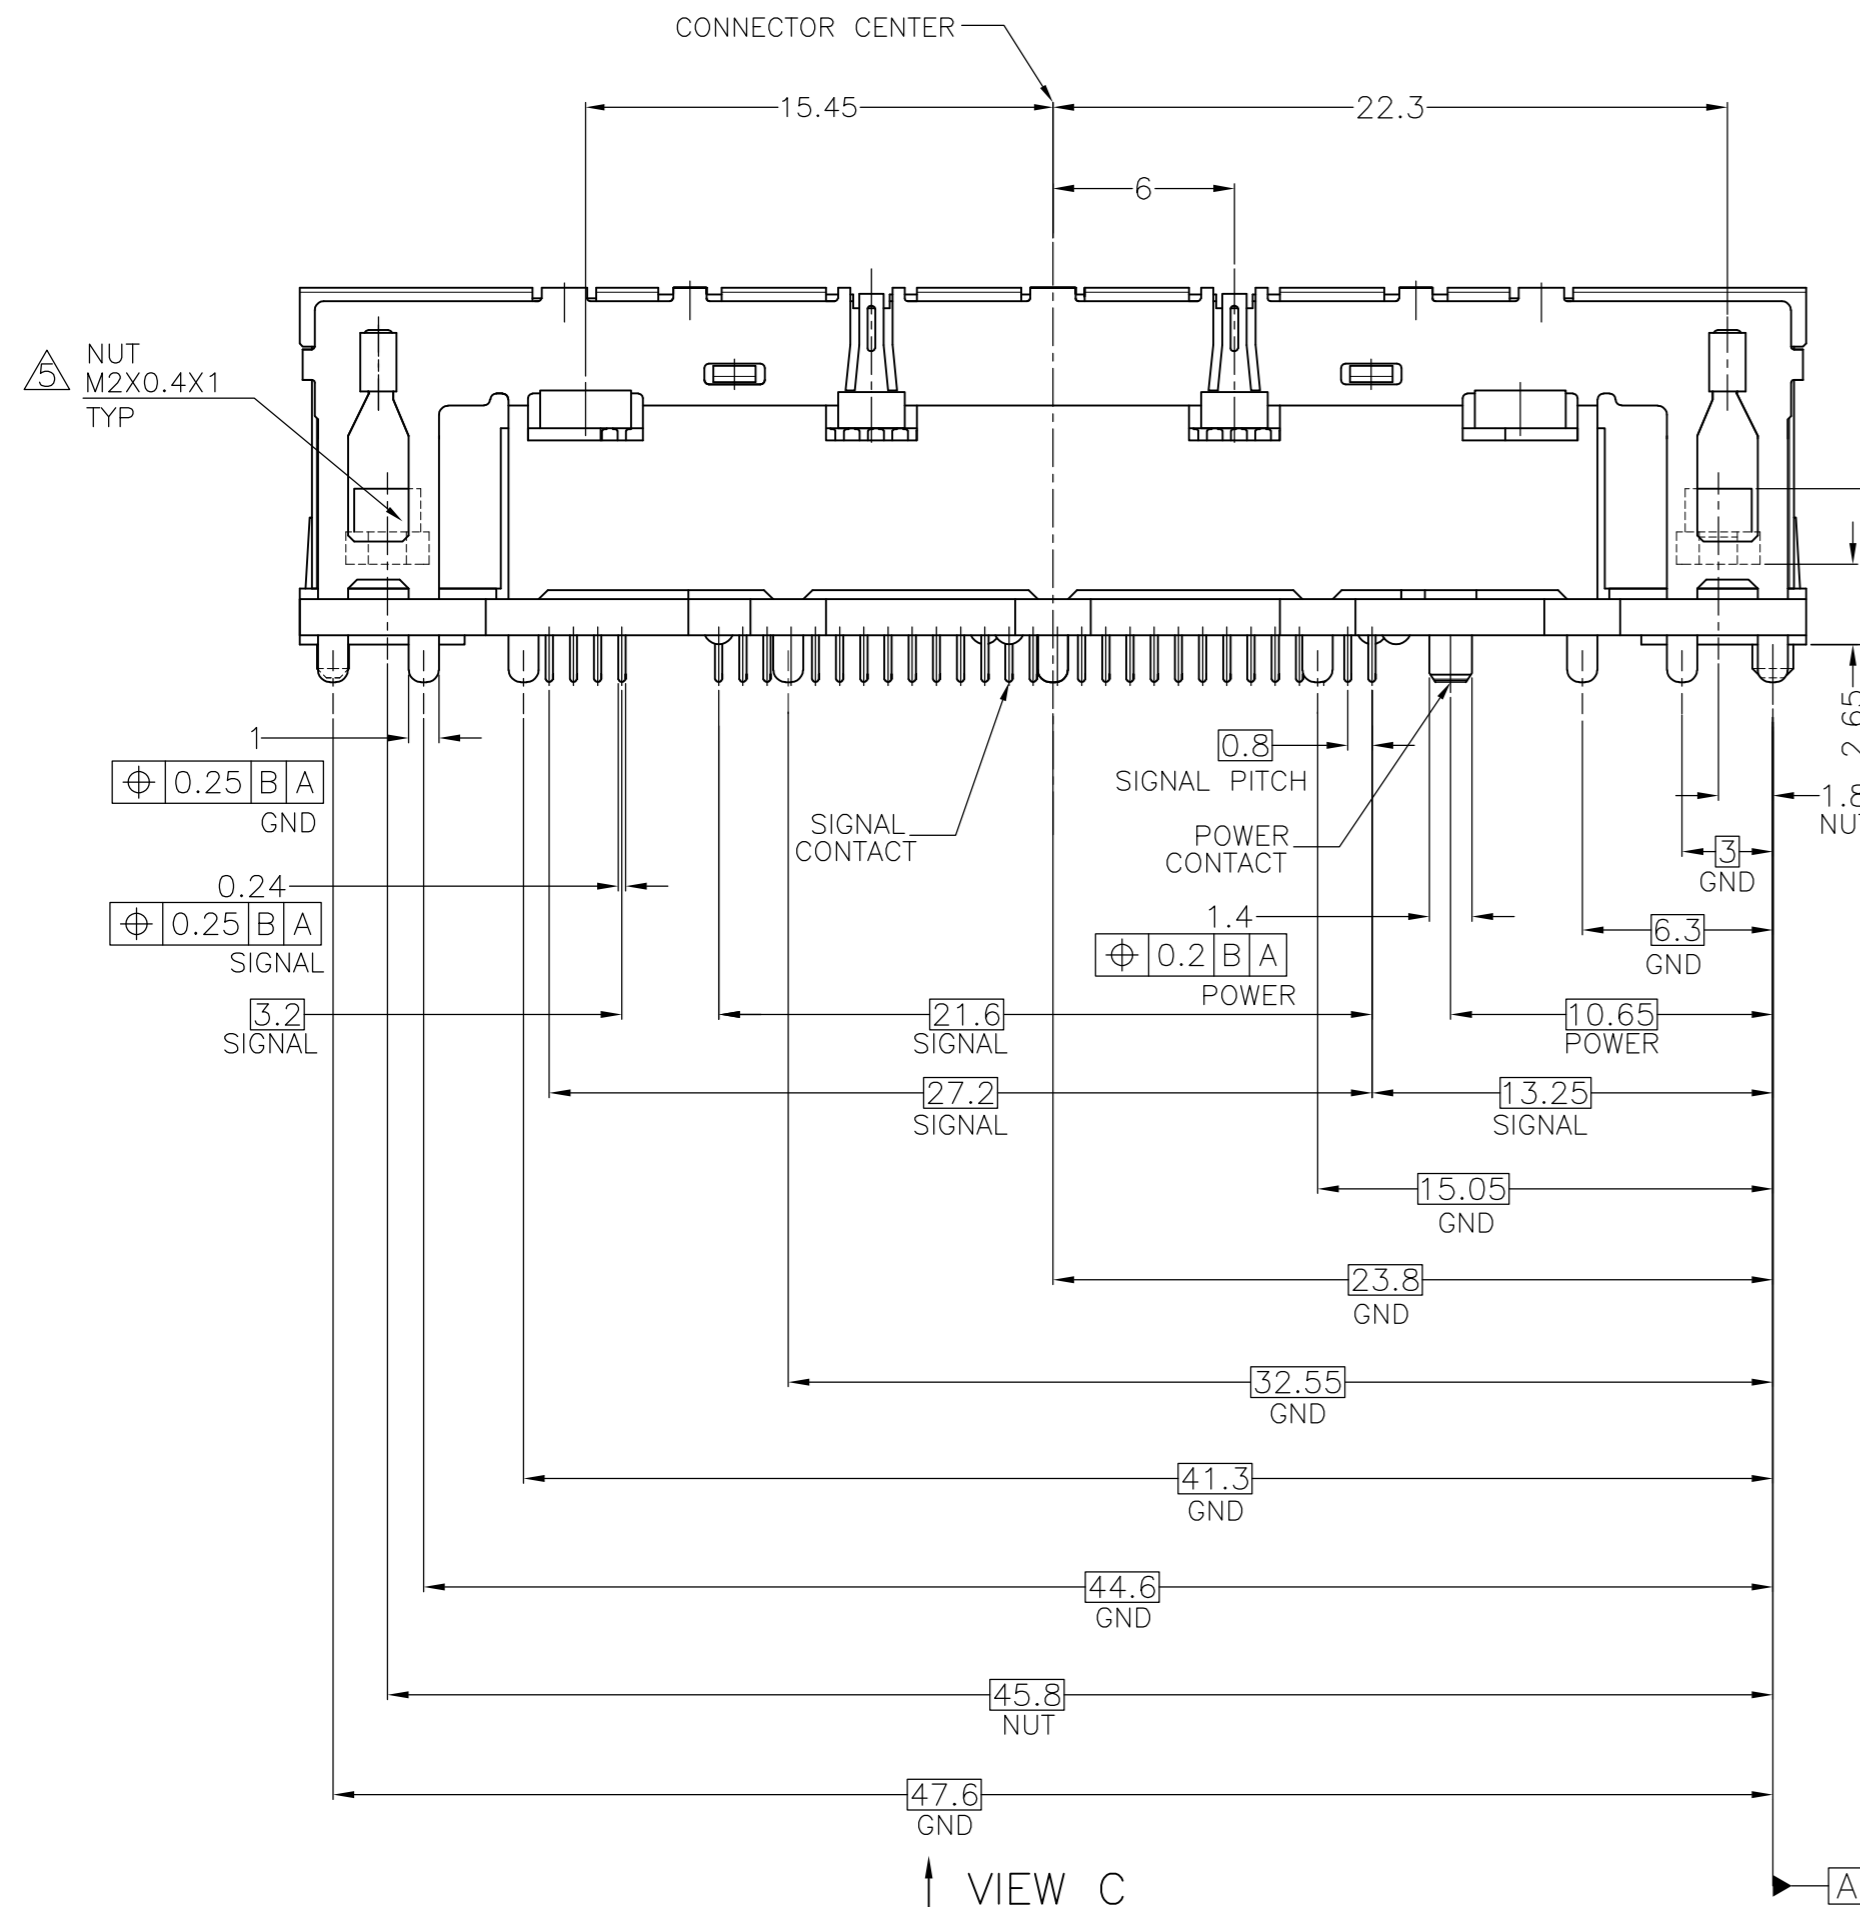 CONNECTOR CENTER
15.45
22.3
6
5
NUT
M2X0.4X1
TYP
2.65
1
0.25 B A
GND
0.8
SIGNAL PITCH
SIGNAL
CONTACT
POWER
CONTACT
1.8
3
GND
0.24
0.25 B A
SIGNAL
1.4
0.2 B A
POWER
6.3
GND
3.2
SIGNAL
21.6
SIGNAL
10.65
POWER
27.2
SIGNAL
13.25
SIGNAL
15.05
GND
23.8
GND
32.55
GND
41.3
GND
44.6
GND
45.8
NUT
47.6
GND
VIEW C
A